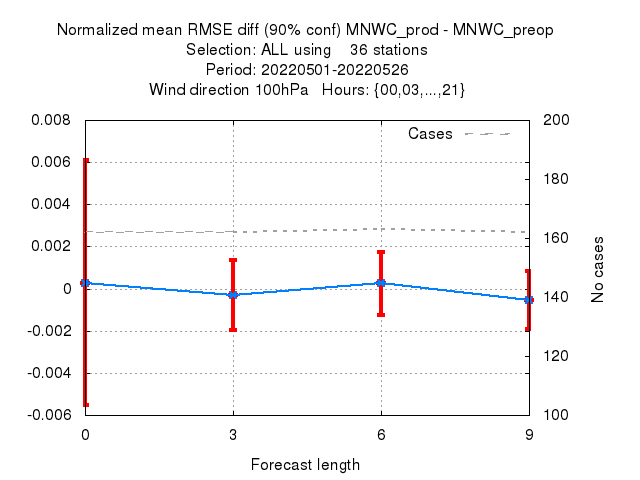 Normalized mean RMSE diff (90% conf) MNWC_prod - MNWC_preop
Selection: ALL using    36 stations
Period: 20220501-20220526
Wind direction 100hPa   Hours: {00,03,...,21}
0.008
0.006
0.004
0.002
0
-0.002
-0.004
-0.006
200
180
160
140
120
100
Cases
No cases
0
3
6
9
Forecast length